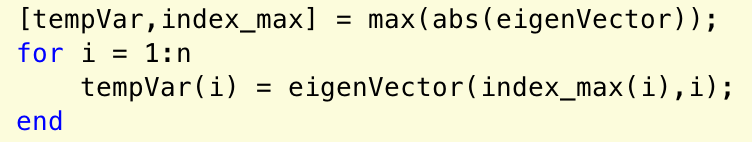 [tempVar,index_max] = max(abs(eigenVector));
for i = 1:n
    tempVar(i) = eigenVector(index_max(i),i);
end